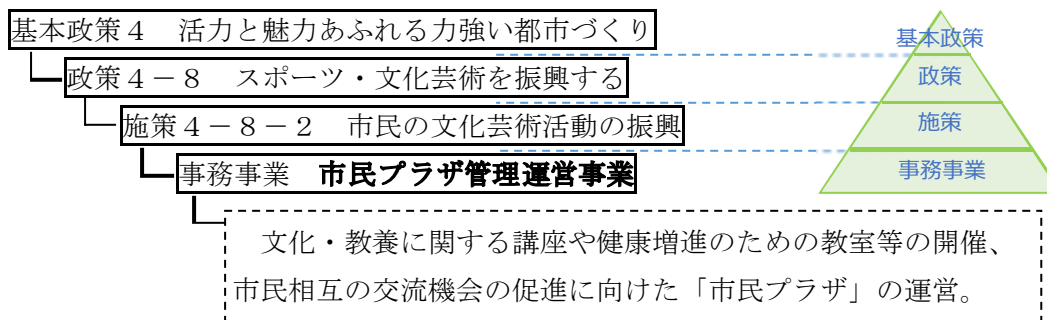 基本政策４　活力と魅力あふれる力強い都市づくり
政策４－８　スポーツ・文化芸術を振興する
施策４－８－２　市民の文化芸術活動の振興
事務事業　市民プラザ管理運営事業
文化・教養に関する講座や健康増進のための教室等の開催、
市民相互の交流機会の促進に向けた「市民プラザ」の運営。
基本政策
政策
施策
事務事業